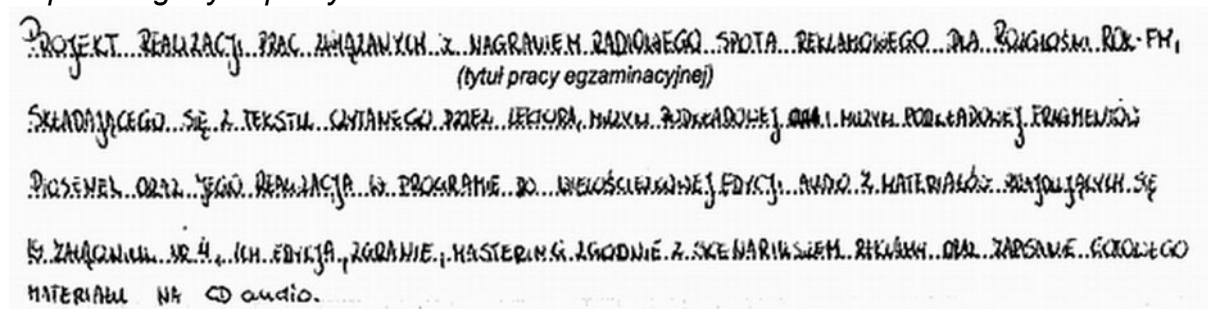 PROJEKT REALIZACJI PRAC ZWIĄZANYCH Z NAGRANIEM RADIOWEGO SPOTA REKLAMOWEGO DLA ROZGŁOŚNI ROK-FM,
(tytuł pracy egzaminacyjnej)
SKŁADAJĄCEGO SIĘ Z TEKSTU CZYTANEGO PRZEZ LEKTORA, MUZYKI PODKŁADOWEJ I MUZYKI PODKŁADOWEJ FRAGMENTÓW
PIOSENEK ORAZ JEGO REALIZACJA W PROGRAMIE DO WIELOŚCIEŻKOWEJ EDYCJI AUDIO Z MATERIAŁÓW ZNAJDUJĄCYCH SIĘ
W ZAŁĄCZNIKU NR 4, ICH EDYCJA, ZGRANIE, MASTERING ZGODNIE Z SCENARIUSZEM REKLAMY ORAZ ZAPISANIE GOTOWEGO
MATERIAŁU NA CD audio.